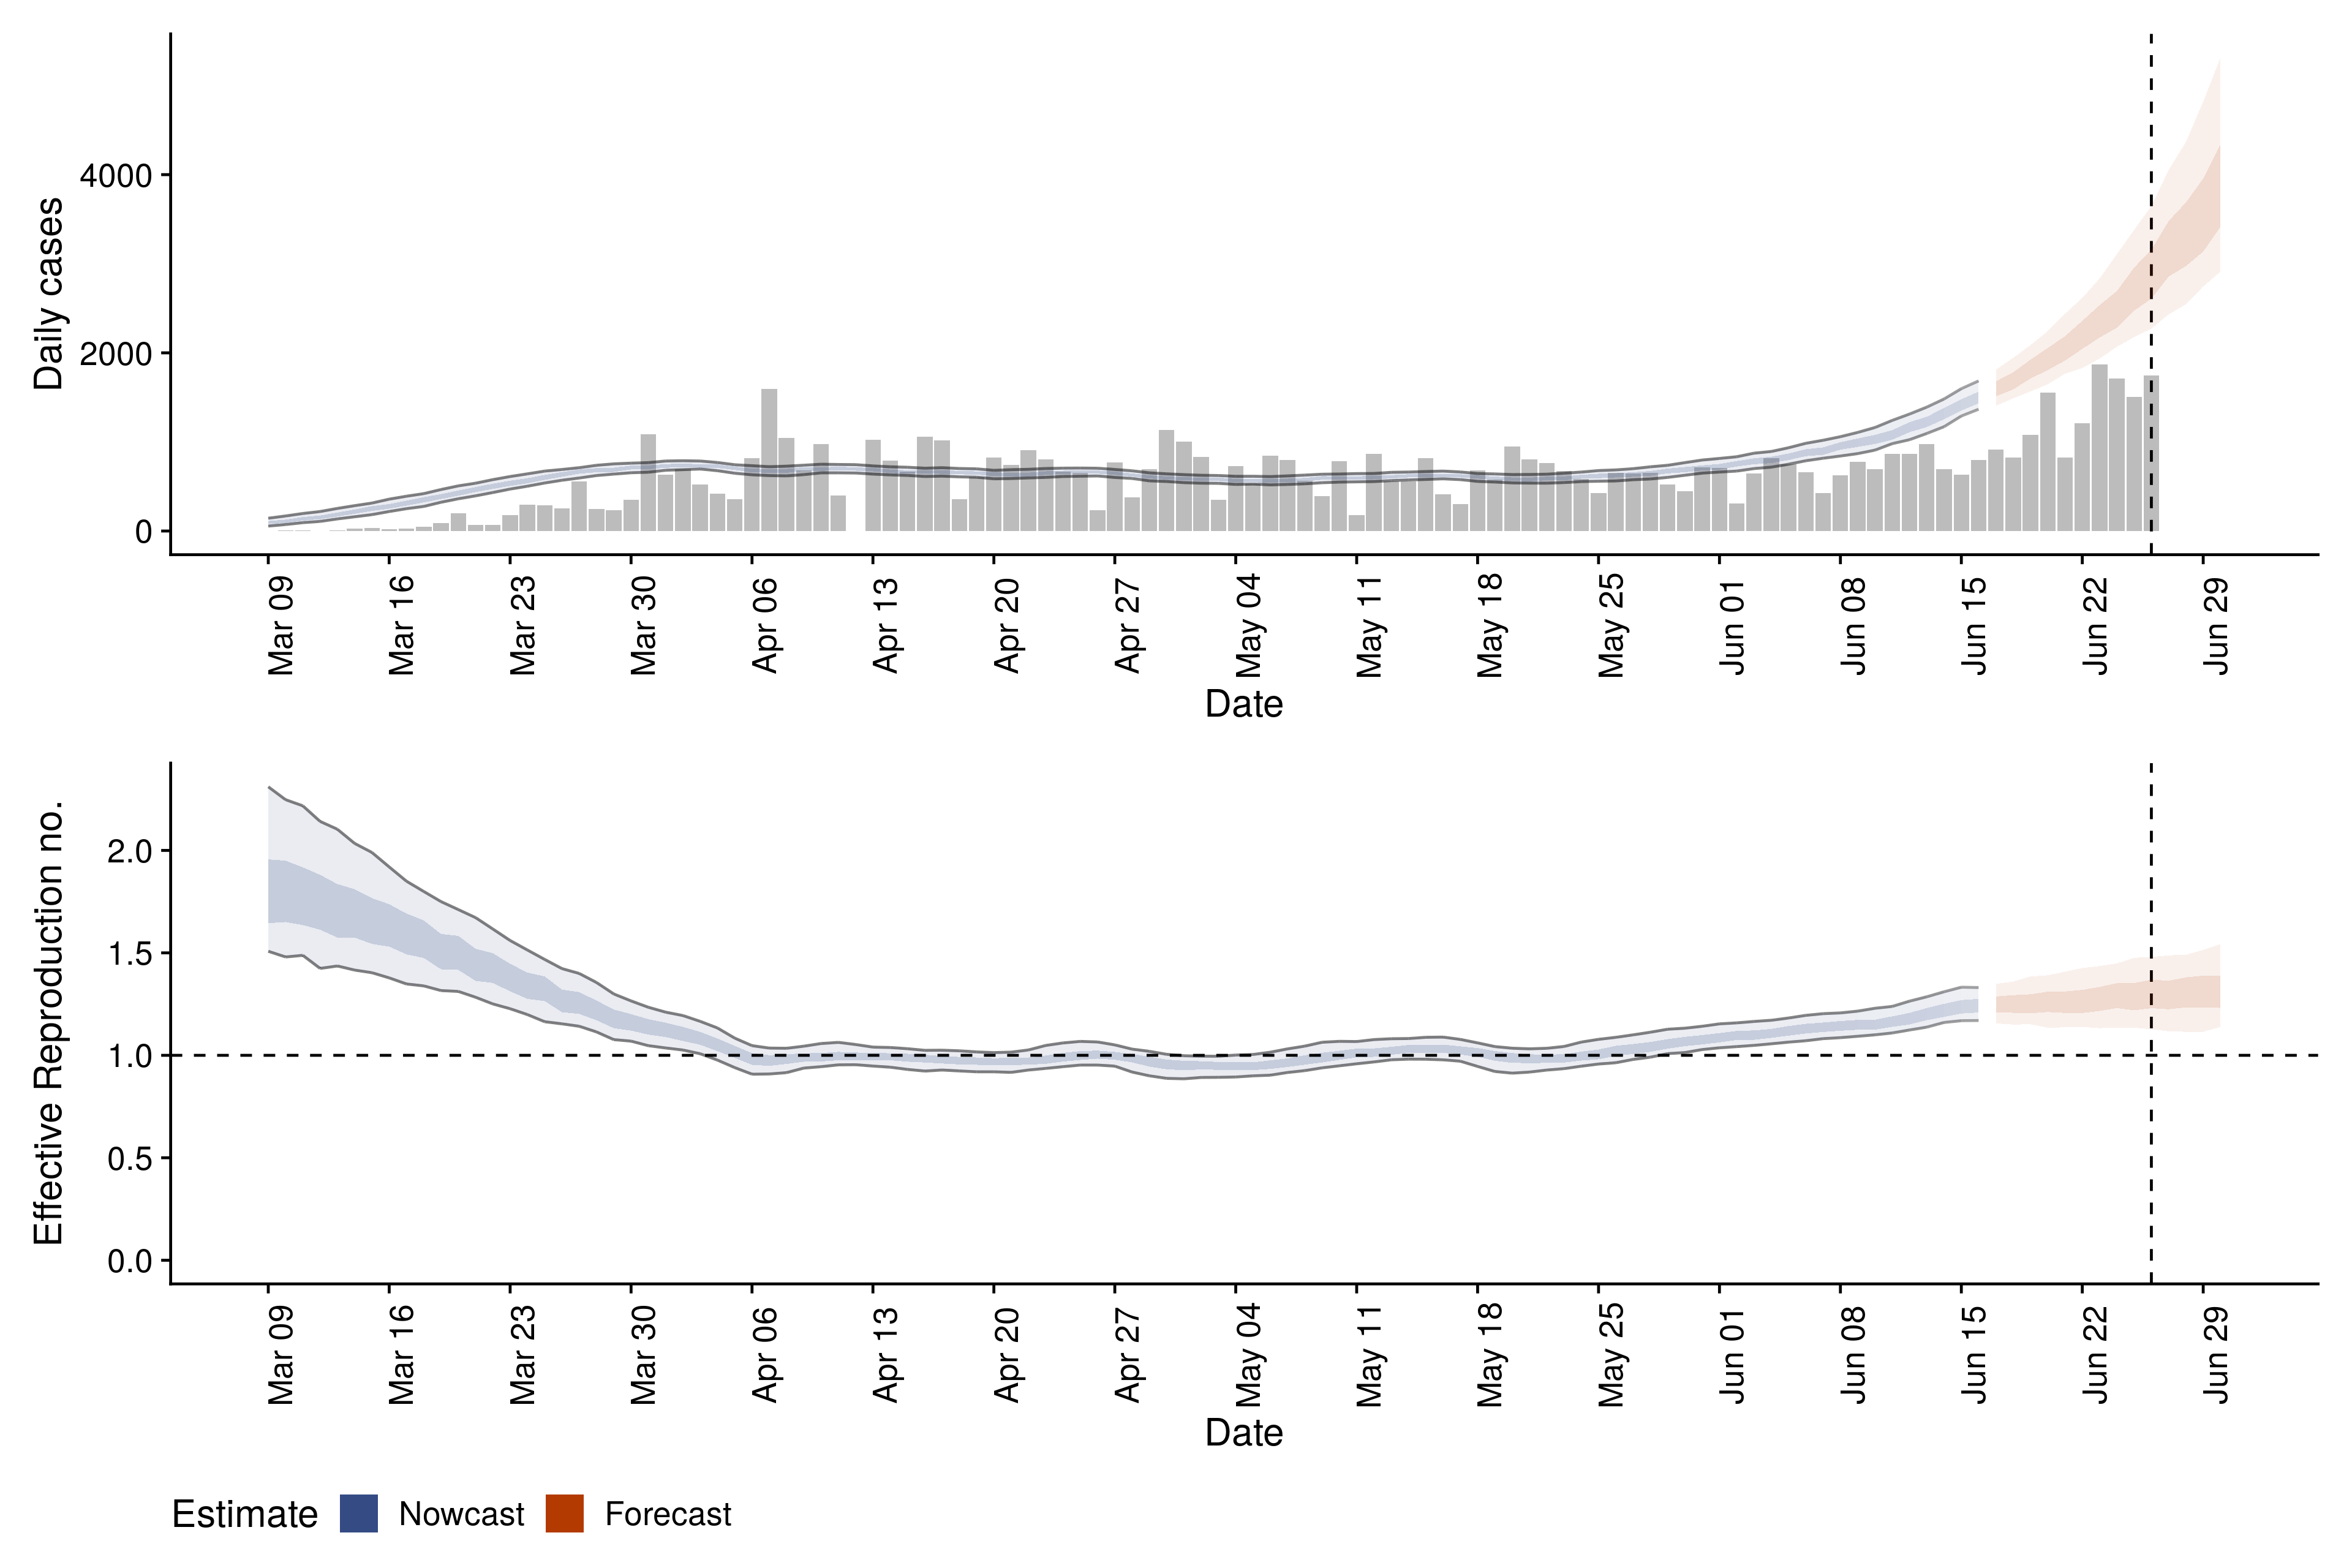 Daily cases
4000
2000
0
Mar 09
Mar 16
Mar 23
Mar 30
Apr 06
Apr 13
Apr 20
Apr 27
May 04
May 11
May 18
May 25
Jun 01
Jun 08
Jun 15
Jun 22
Jun 29
Date
Effective Reproduction no.
2.0
1.5
1.0
0.5
0.0
Mar 09
Mar 16
Mar 23
Mar 30
Apr 06
Apr 13
Apr 20
Apr 27
May 04
May 11
May 18
May 25
Jun 01
Jun 08
Jun 15
Jun 22
Jun 29
Date
Estimate Nowcast Forecast